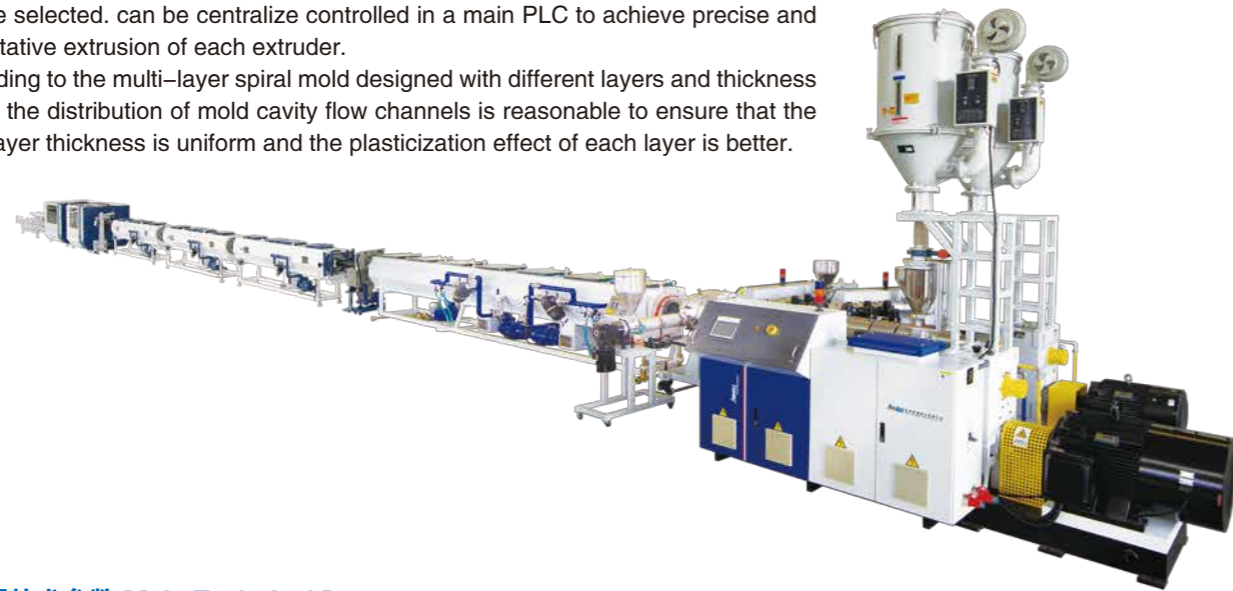 e selected. can be centralize controlled in a main PLC to achieve precise and
tative extrusion of each extruder.
ding to the multi–layer spiral mold designed with different layers and thickness
the distribution of mold cavity flow channels is reasonable to ensure that the
ayer thickness is uniform and the plasticization effect of each layer is better.